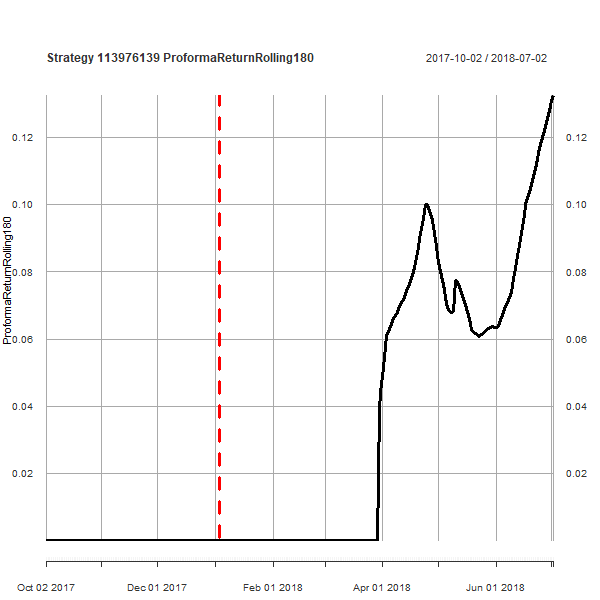 Strategy 113976139 ProformaReturnRolling180
2017-10-02 / 2018-07-02
ProformaReturnRolling180
0.12
0.10
0.08
0.06
0.04
0.02
0.12
0.10
0.08
0.06
0.04
0.02
Oct 02 2017
Dec 01 2017
Feb 01 2018
Apr 01 2018
Jun 01 2018